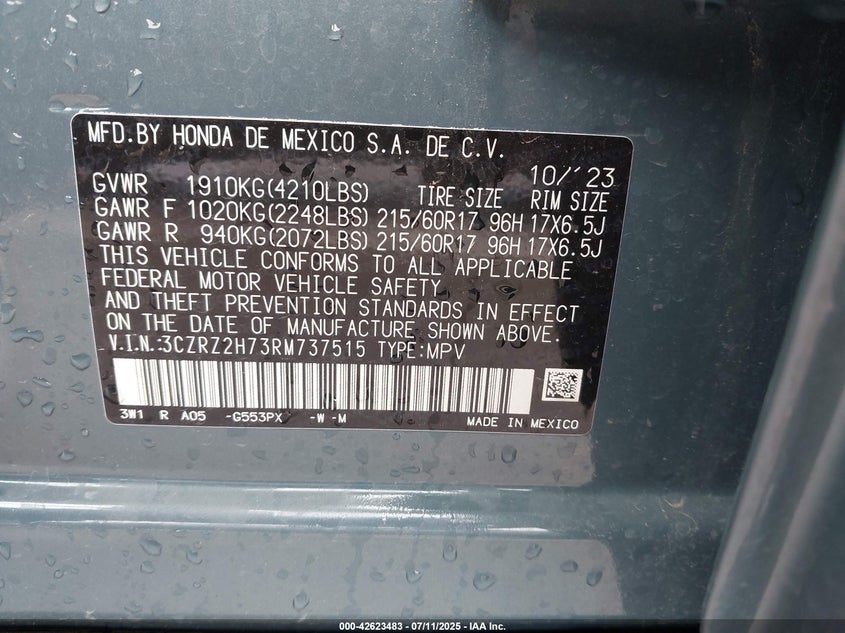 MFD.BY HONDA DE MEXICO S.A. DE C.V.
10/'23
GVWR 1910KG(4210LBS) TIRE SIZE RIM SIZE
GAWR F 1020KG(2248LBS) 215/60R17 96H 17X6.5J
GAWR R 940KG(2072LBS) 215/60R17 96H 17X6.5J
THIS VEHICLE CONFORMS TO ALL APPLICABLE
FEDERAL MOTOR VEHICLE SAFETY
AND THEFT PREVENTION STANDARDS IN EFFECT
ON THE DATE OF MANUFACTURE SHOWN ABOVE.
V.I.N.:3CZRZ2H73RM737515 TYPE:MPV
3W1 R A05 -G553PX -W -M MADE IN MEXICO
000-42623483 - 07/11/2025 - IAA Inc.